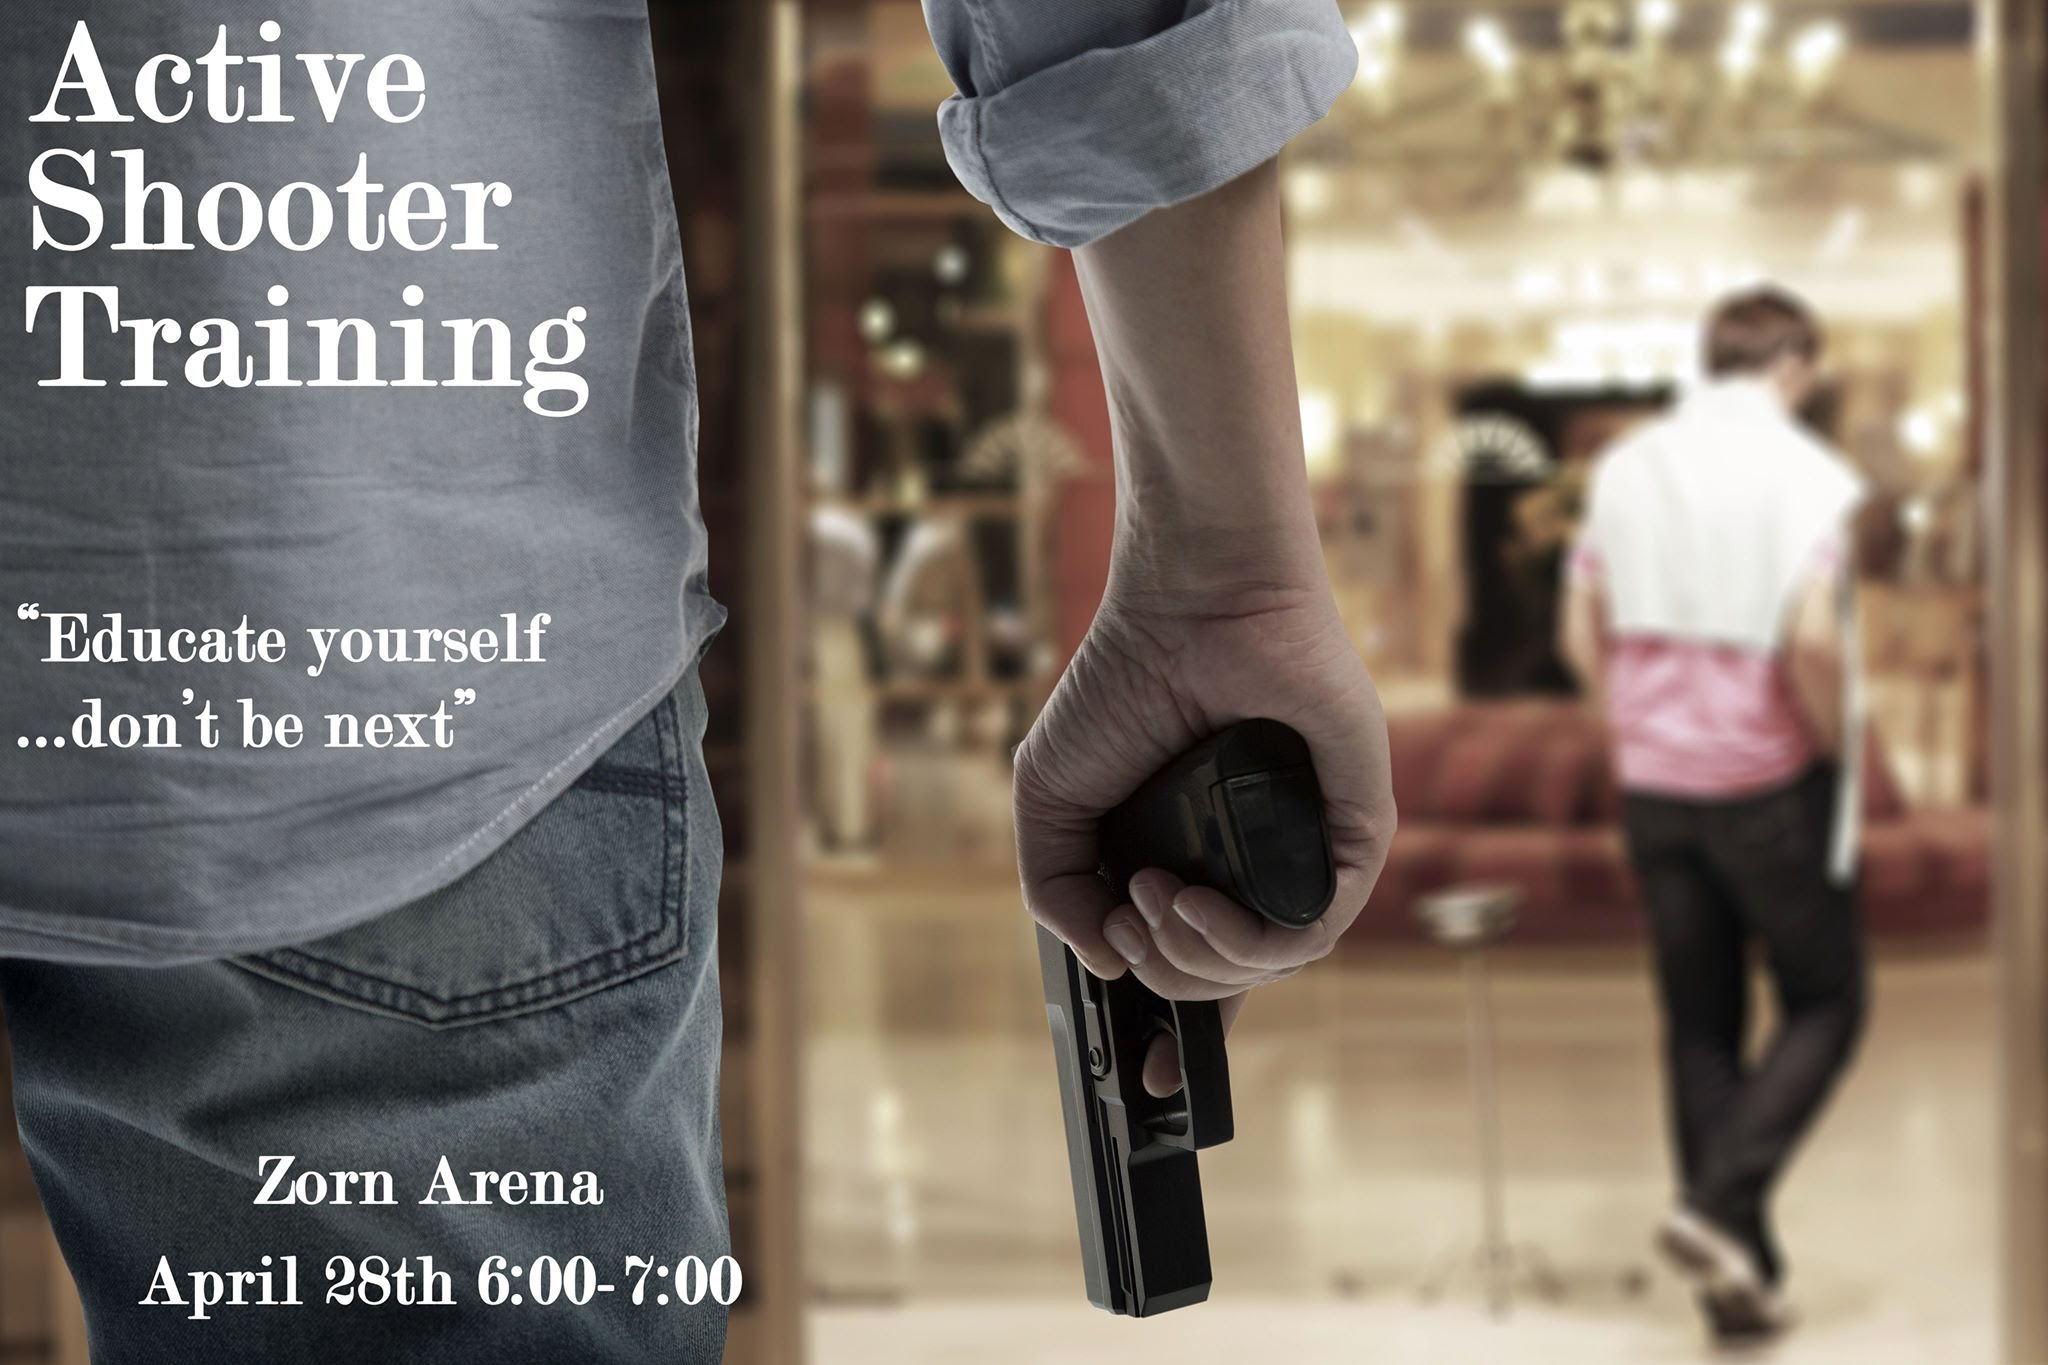 Active
Shooter
Training
“Educate yourself
...don’t be next”
Zorn Arena
April 28th 6:00-7:00